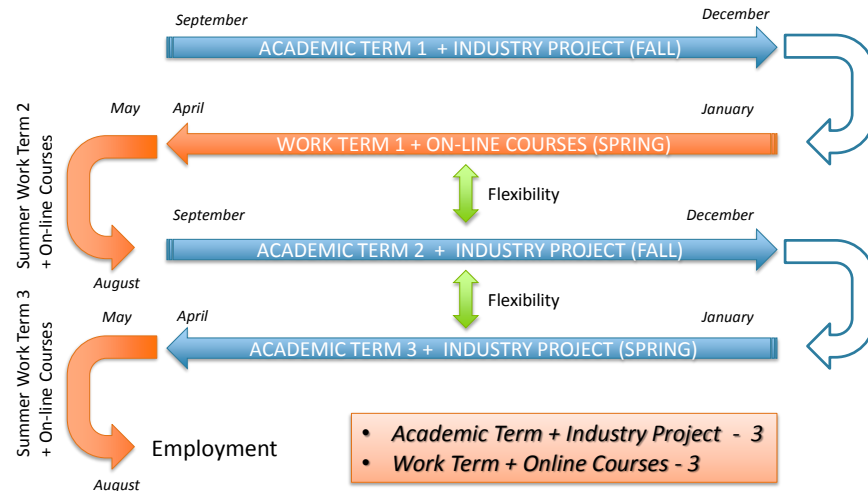 September
December
ACADEMIC TERM 1 + INDUSTRY PROJECT (FALL)
May
April
January
WORK TERM 1 + ON-LINE COURSES (SPRING)
Summer Work Term 2
+ On-line Courses
Flexibility
September
December
ACADEMIC TERM 2 + INDUSTRY PROJECT (FALL)
August
Flexibility
May
April
January
ACADEMIC TERM 3 + INDUSTRY PROJECT (SPRING)
Summer Work Term 3
+ On-line Courses
Employment
August
• Academic Term + Industry Project - 3
• Work Term + Online Courses - 3